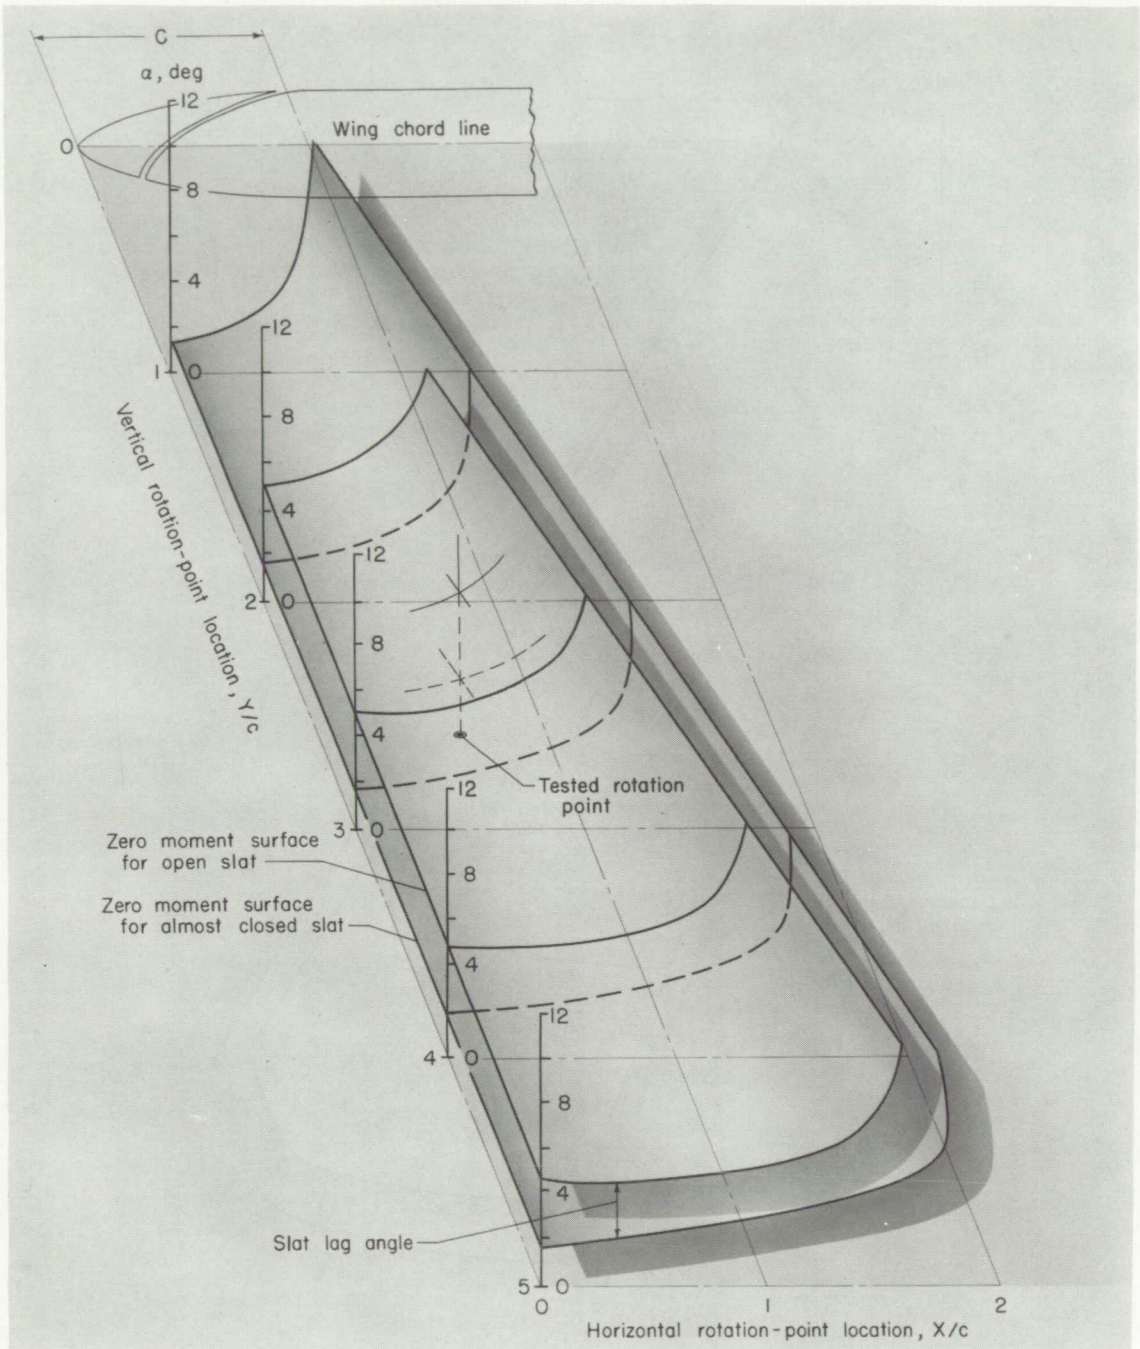 C
α, deg
12
Wing chord line
0
8
4
12
1 0
8
Vertical rotation-point location, Y/c
4
12
2 0
8
4
Tested rotation
point
12
3 0
Zero moment surface
for open slat
8
Zero moment surface
for almost closed slat
4
12
4 0
8
4
Slat lag angle
5 0
0 1 2
Horizontal rotation-point location, X/c